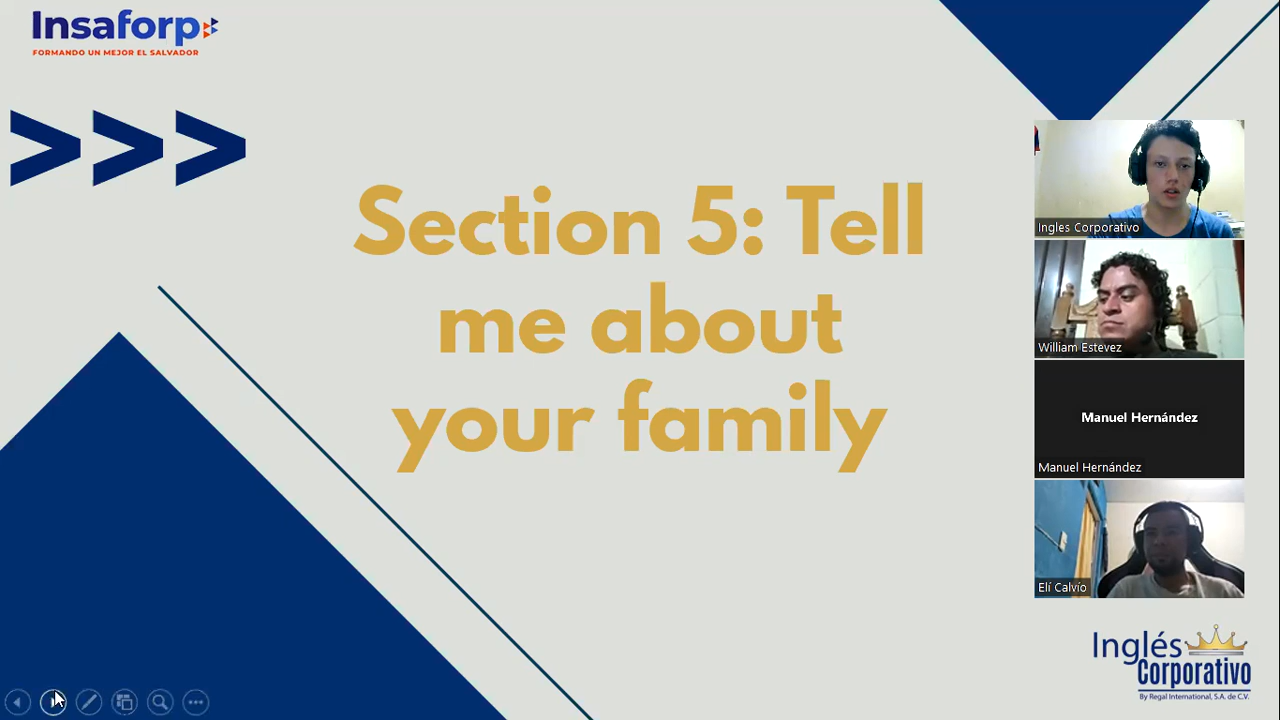 Insaforp
FORMANDO UN MEJOR EL SALVADOR
>>>
Section 5: Tell
me about
your family
Ingles Corporativo
William Estevez
Manuel Hernández
Manuel Hernández
Elí Calvío
Inglés
Corporativo
By Regal International, S.A. de C.V.